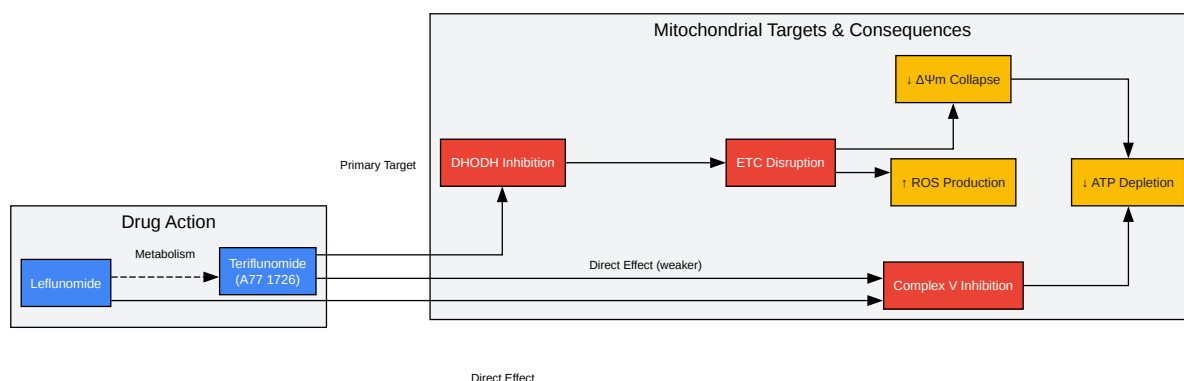 Mitochondrial Targets & Consequences
↓ ΔΨm Collapse
Primary Target
DHODH Inhibition
ETC Disruption
↑ ROS Production
↓ ATP Depletion
Drug Action
Metabolism
Leflunomide
Teriflunomide
(A77 1726)
Direct Effect (weaker)
Complex V Inhibition
Direct Effect